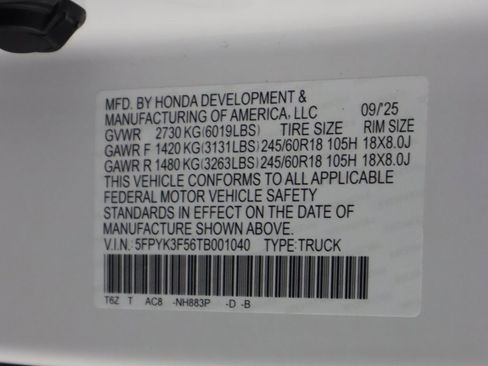 MFD. BY HONDA DEVELOPMENT &
MANUFACTURING OF AMERICA, LLC 09/'25
GVWR 2730 KG (6019LBS) TIRE SIZE RIM SIZE
GAWR F 1420 KG (3131LBS) 245/60R18 105H 18X8.0J
GAWR R 1480 KG (3263LBS) 245/60R18 105H 18X8.0J
THIS VEHICLE CONFORMS TO ALL APPLICABLE
FEDERAL MOTOR VEHICLE SAFETY
STANDARDS IN EFFECT ON THE DATE OF
MANUFACTURE SHOWN ABOVE.
V.I.N.: 5FPYK3F56TB001040 TYPE: TRUCK
T6Z T AC8 -NH883P -D -B